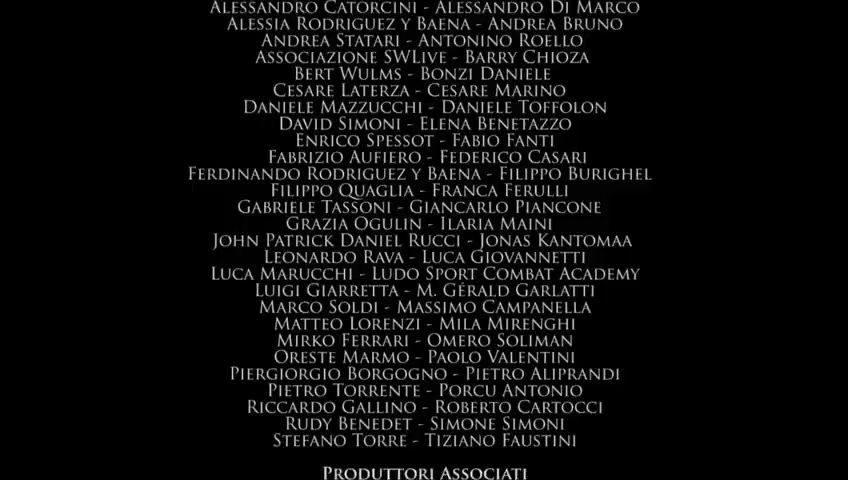 Alessandro Catorcini - Alessandro Di Marco
Alessia Rodriguez y Baena - Andrea Bruno
Andrea Statari - Antonino Roello
Associazione SWLive - Barry Chioza
Bert Wulms - Bonzi Daniele
Cesare Laterza - Cesare Marino
Daniele Mazzucchi - Daniele Toffolon
David Simoni - Elena Benetazzo
Enrico Spessot - Fabio Fanti
Fabrizio Aufiero - Federico Casari
Ferdinando Rodriguez y Baena - Filippo Burighel
Filippo Quaglia - Franca Ferulli
Gabriele Tassoni - Giancarlo Piancone
Grazia Ogulin - Ilaria Maini
John Patrick Daniel Rucci - Jonas Kantomaa
Leonardo Rava - Luca Giovannetti
Luca Marucchi - Ludo Sport Combat Academy
Luigi Giarretta - M. Gérald Garlatti
Marco Soldi - Massimo Campanella
Matteo Lorenzi - Mila Mirenghi
Mirko Ferrari - Omero Soliman
Oreste Marmo - Paolo Valentini
Piergiorgio Borgogno - Pietro Aliprandi
Pietro Torrente - Porcu Antonio
Riccardo Gallino - Roberto Cartocci
Rudy Benedet - Simone Simoni
Stefano Torre - Tiziano Faustini
Produttori Associati